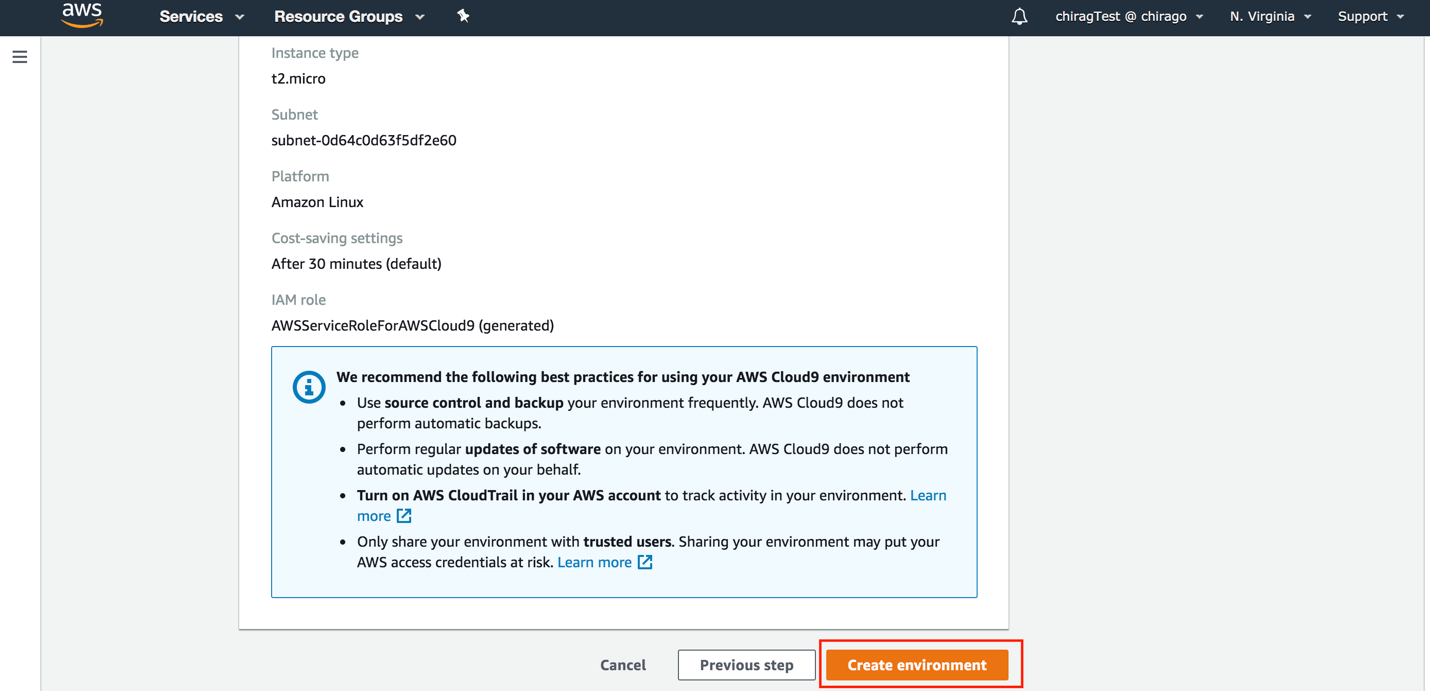 aws Services Resource Groups chiragTest @ chirago N. Virginia Support
Instance type
t2.micro
Subnet
subnet-0d64c0d63f5df2e60
Platform
Amazon Linux
Cost-saving settings
After 30 minutes (default)
IAM role
AWSServiceRoleForAWSCloud9 (generated)
We recommend the following best practices for using your AWS Cloud9 environment
• Use source control and backup your environment frequently. AWS Cloud9 does not
perform automatic backups.
• Perform regular updates of software on your environment. AWS Cloud9 does not perform
automatic updates on your behalf.
• Turn on AWS CloudTrail in your AWS account to track activity in your environment. Learn
more
• Only share your environment with trusted users. Sharing your environment may put your
AWS access credentials at risk. Learn more
Cancel Previous step Create environment